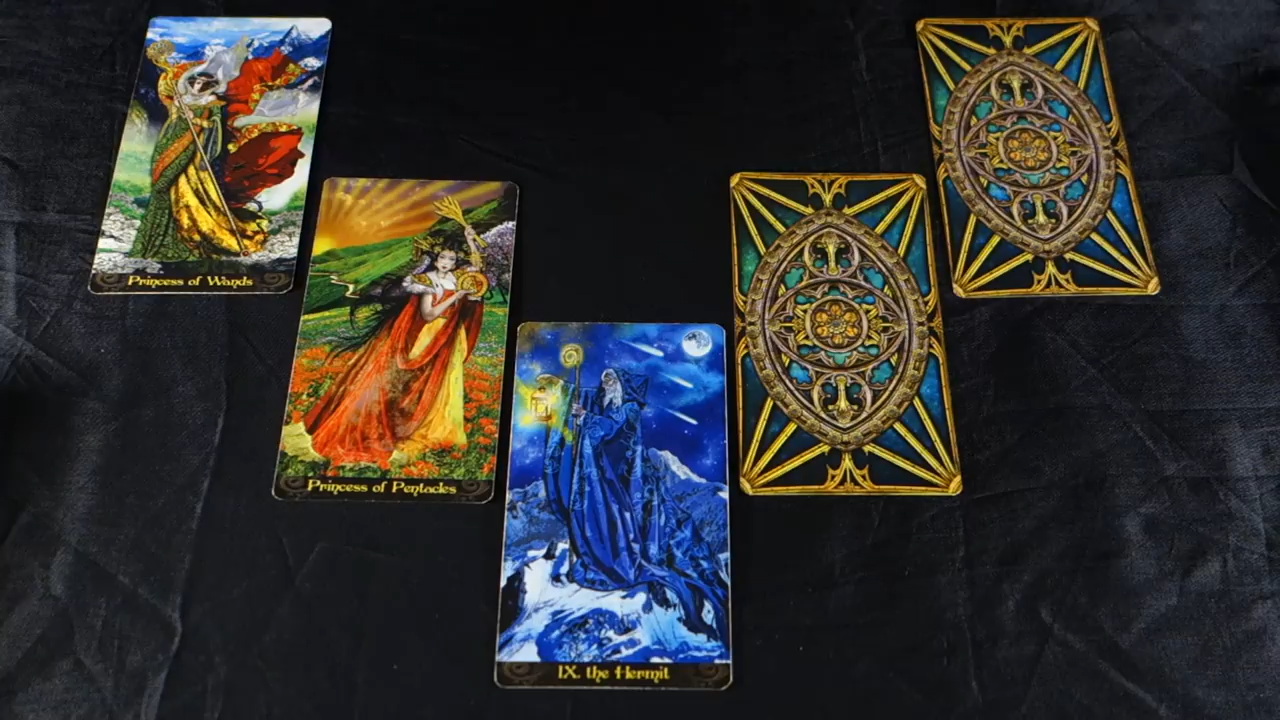 Princess of Wands
Princess of Pentacles
IX. the Hermit